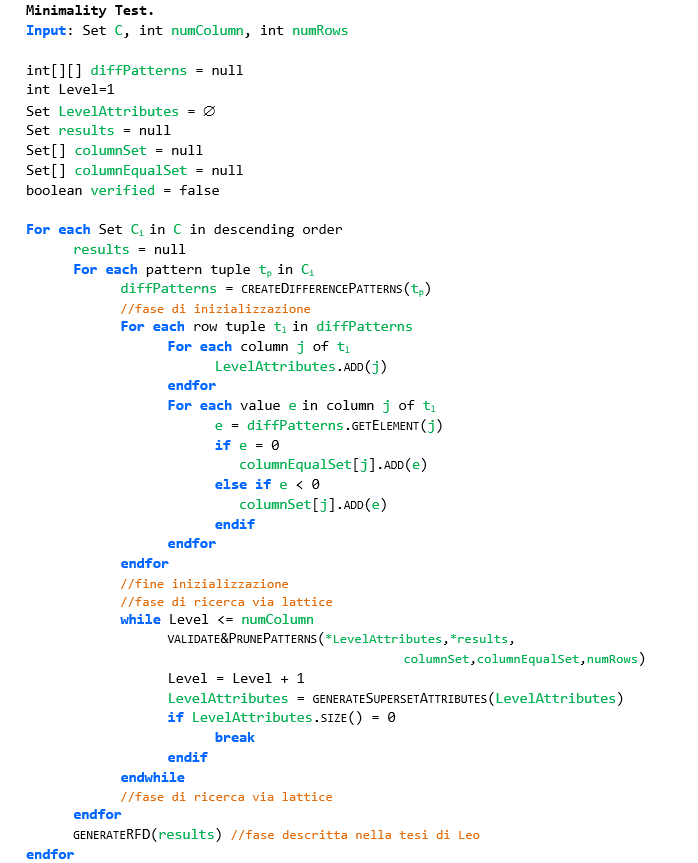 Minimality Test.
Input: Set C, int numColumn, int numRows
int[][] diffPatterns = null
int Level=1
Set LevelAttributes = ∅
Set results = null
Set[] columnSet = null
Set[] columnEqualSet = null
boolean verified = false
For each Set Ci in C in descending order
results = null
For each pattern tuple tp in Ci
diffPatterns = CREATEDIFFERENCEPATTERNS(tp)
//fase di inizializzazione
For each row tuple t1 in diffPatterns
For each column j of t1
LevelAttributes.ADD(j)
endfor
For each value e in column j of t1
e = diffPatterns.GETELEMENT(j)
if e = 0
columnEqualSet[j].ADD(e)
else if e < 0
columnSet[j].ADD(e)
endif
endfor
endfor
//fine inizializzazione
//fase di ricerca via lattice
while Level <= numColumn
VALIDATE&PRUNEPATTERNS(*LevelAttributes,*results,
columnSet,columnEqualSet,numRows)
Level = Level + 1
LevelAttributes = GENERATESUPERSETATTRIBUTES(LevelAttributes)
if LevelAttributes.SIZE() = 0
break
endif
endwhile
//fase di ricerca via lattice
endfor
GENERATERFD(results) //fase descritta nella tesi di Leo
endfor